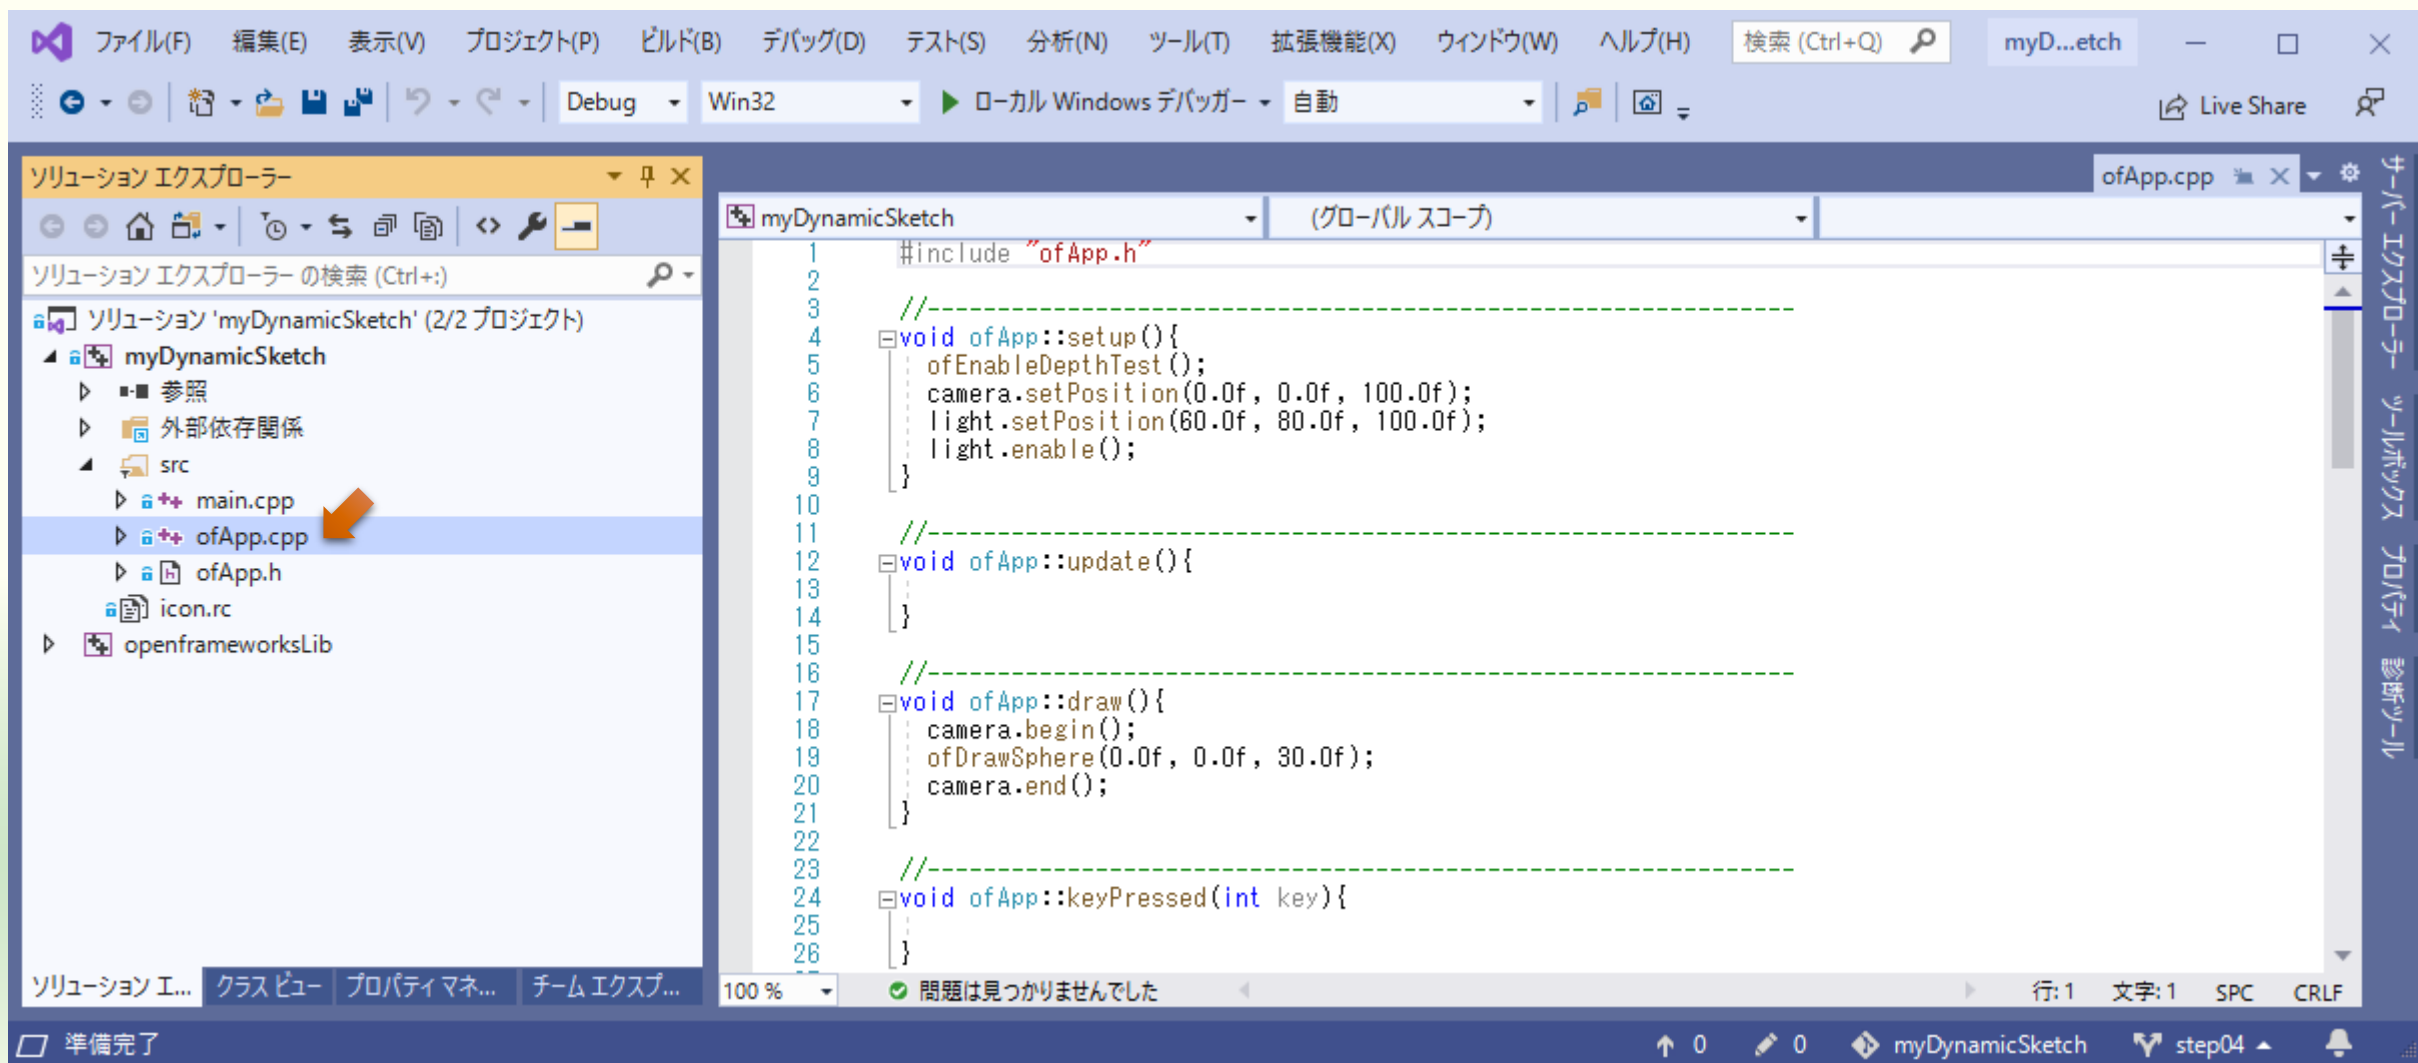 ファイル(F) 編集(E) 表示(V) プロジェクト(P) ビルド(B) デバッグ(D) テスト(S) 分析(N) ツール(T) 拡張機能(X) ウィンドウ(W) ヘルプ(H) 検索 (Ctrl+Q) myD...etch
Debug Win32 ローカル Windows デバッガー 自動 Live Share
ソリューション エクスプローラー
ソリューション エクスプローラー の検索 (Ctrl+:)
ソリューション 'myDynamicSketch' (2/2 プロジェクト)
myDynamicSketch
参照
外部依存関係
src
main.cpp
ofApp.cpp
ofApp.h
icon.rc
openframeworksLib
ソリューション エ... クラス ビュー プロパティ マネ... チーム エクスプ...
ofApp.cpp
myDynamicSketch (グローバル スコープ)
1 #include "ofApp.h"
2
3 //--------------------------------------------------------------
4 void ofApp::setup(){
5 ofEnableDepthTest();
6 camera.setPosition(0.0f, 0.0f, 100.0f);
7 light.setPosition(60.0f, 80.0f, 100.0f);
8 light.enable();
9 }
10
11 //--------------------------------------------------------------
12 void ofApp::update(){
13
14 }
15
16 //--------------------------------------------------------------
17 void ofApp::draw(){
18 camera.begin();
19 ofDrawSphere(0.0f, 0.0f, 30.0f);
20 camera.end();
21 }
22
23 //--------------------------------------------------------------
24 void ofApp::keyPressed(int key){
25
26 }
100 % 問題は見つかりませんでした 行: 1 文字: 1 SPC CRLF
サーバー エクスプローラー
ツールボックス
プロパティ
診断ツール
準備完了 0 0 myDynamicSketch step04